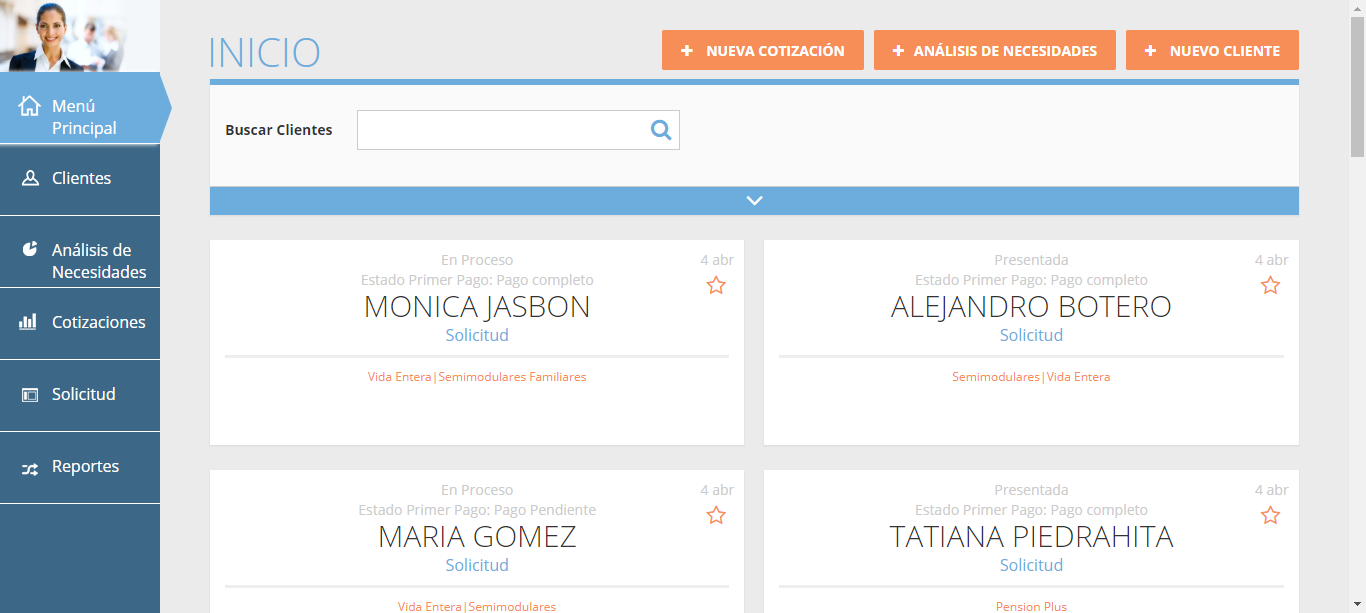 INICIO
NUEVA COTIZACIÓN
ANÁLISIS DE NECESIDADES
NUEVO CLIENTE
Menú
Principal
Clientes
Análisis de
Necesidades
Cotizaciones
Solicitud
Reportes
Buscar Clientes
En Proceso
4 abr
Estado Primer Pago: Pago completo
MONICA JASBON
Solicitud
Vida Entera|Semimodulares Familiares
Presentada
4 abr
Estado Primer Pago: Pago completo
ALEJANDRO BOTERO
Solicitud
Semimodulares|Vida Entera
En Proceso
4 abr
Estado Primer Pago: Pago Pendiente
MARIA GOMEZ
Solicitud
Vida Entera|Semimodulares
Presentada
4 abr
Estado Primer Pago: Pago completo
TATIANA PIEDRAHITA
Solicitud
Pension Plus